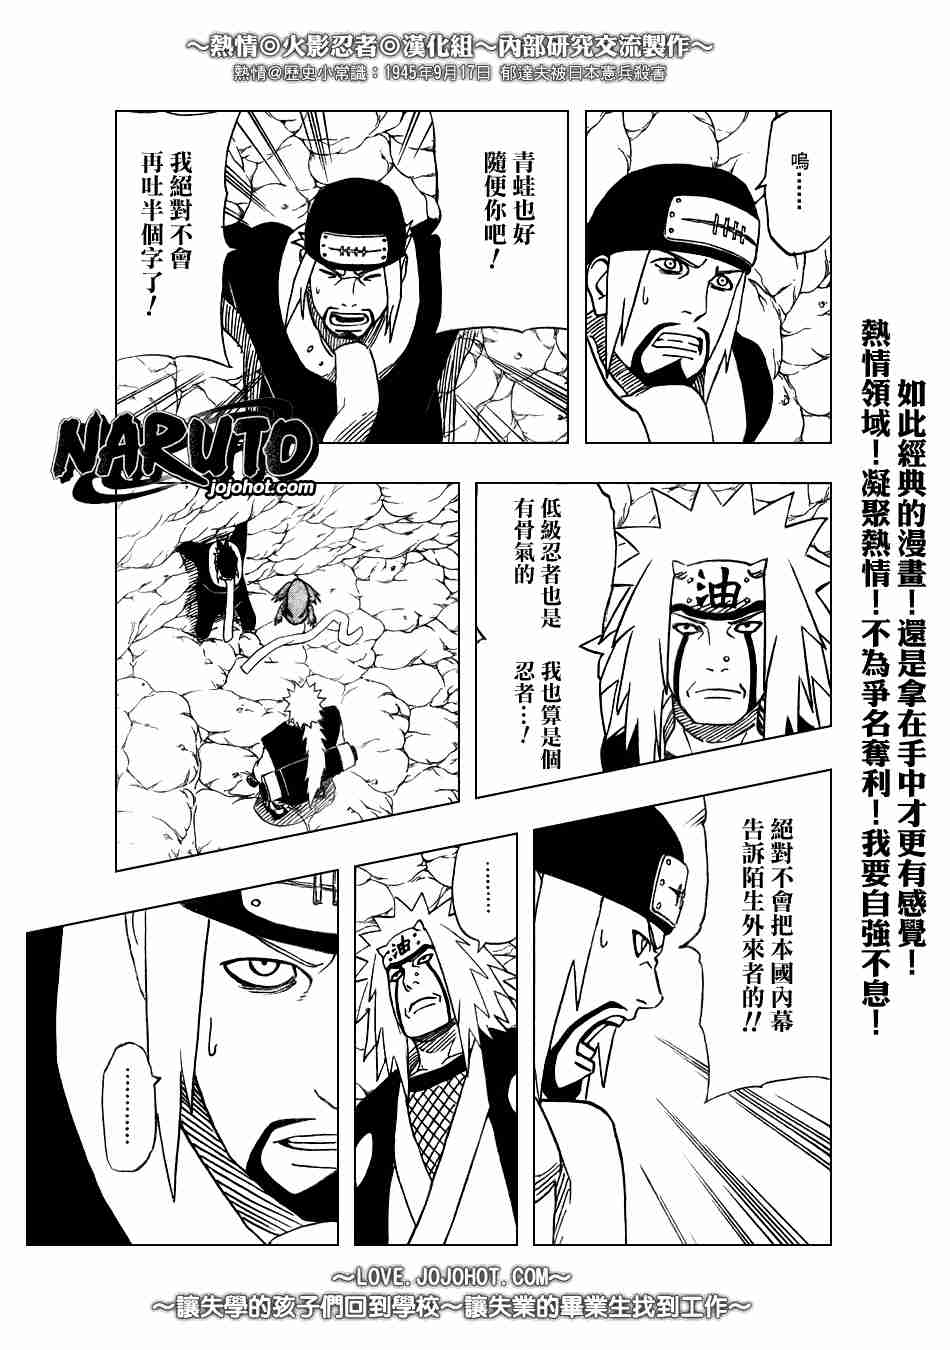 ～熱情◎火影忍者◎漢化組～內部研究交流製作～
熱情@歷史小常識：1945年9月17日 郁達夫被日本憲兵殺害
嗚……
青蛙也好
隨便你吧！
我絕對不會
再吐半個字了！
NARUTO
jojohot.com
油
低級忍者也是
有骨氣的
我也算是個
忍者…！
絕對不會把本國內幕
告訴陌生外來者的!!
………
油
………
如此經典的漫畫！還是拿在手中才更有感覺！
熱情領域！凝聚熱情！不為爭名奪利！我要自強不息！
～LOVE.JOJOHOT.COM～
～讓失學的孩子們回到學校～讓失業的畢業生找到工作～